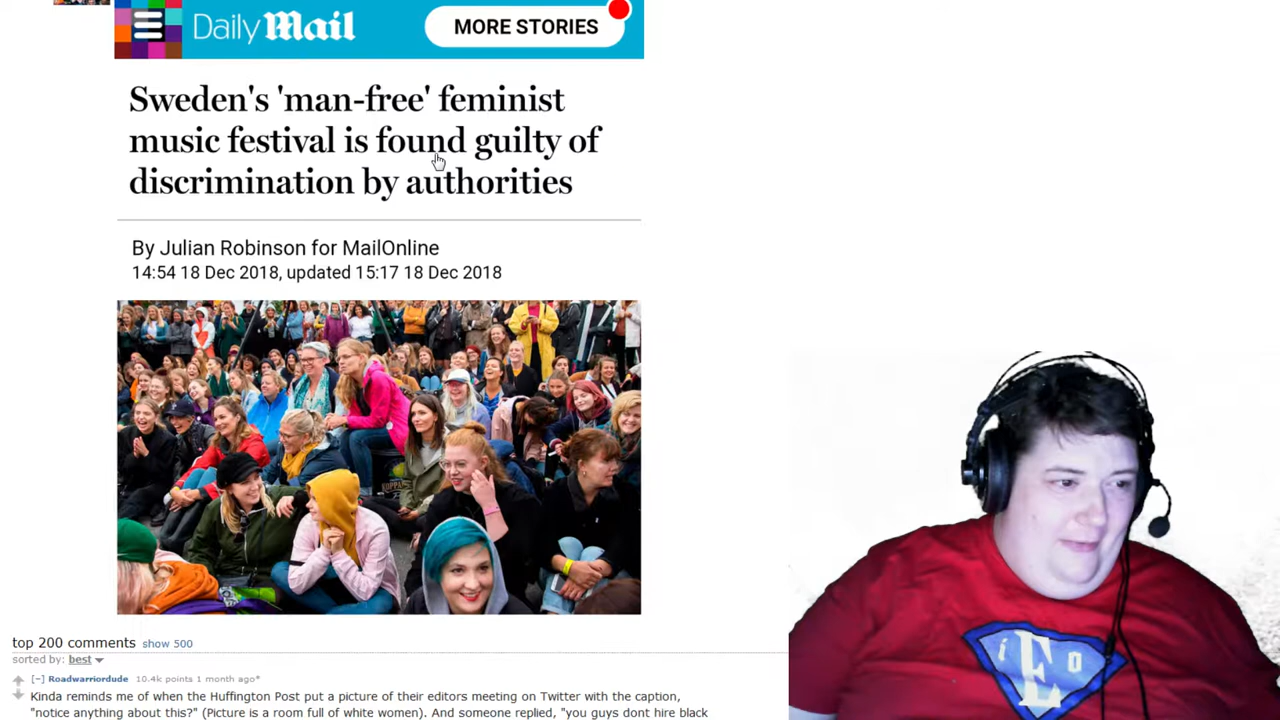 Daily Mail MORE STORIES
Sweden's 'man-free' feminist
music festival is found guilty of
discrimination by authorities
By Julian Robinson for MailOnline
14:54 18 Dec 2018, updated 15:17 18 Dec 2018
top 200 comments show 500
sorted by: best
[–] Roadwarriordude 10.4k points 1 month ago*
Kinda reminds me of when the Huffington Post put a picture of their editors meeting on Twitter with the caption,
"notice anything about this?" (Picture is a room full of white women). And someone replied, "you guys dont hire black
i E O